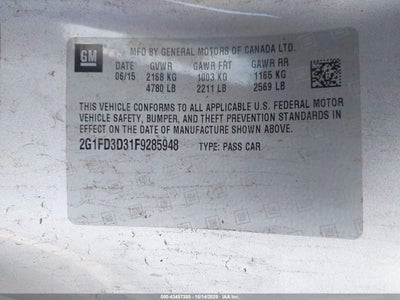 GM
MFD BY GENERAL MOTORS OF CANADA LTD.
DATE GVWR GAWR FRT GAWR RR
06/15 2168 KG 1003 KG 1165 KG
4780 LB 2211 LB 2569 LB
THIS VEHICLE CONFORMS TO ALL APPLICABLE U.S. FEDERAL MOTOR
VEHICLE SAFETY, BUMPER, AND THEFT PREVENTION STANDARDS IN
EFFECT ON THE DATE OF MANUFACTURE SHOWN ABOVE.
2G1FD3D31F9285948 TYPE: PASS CAR